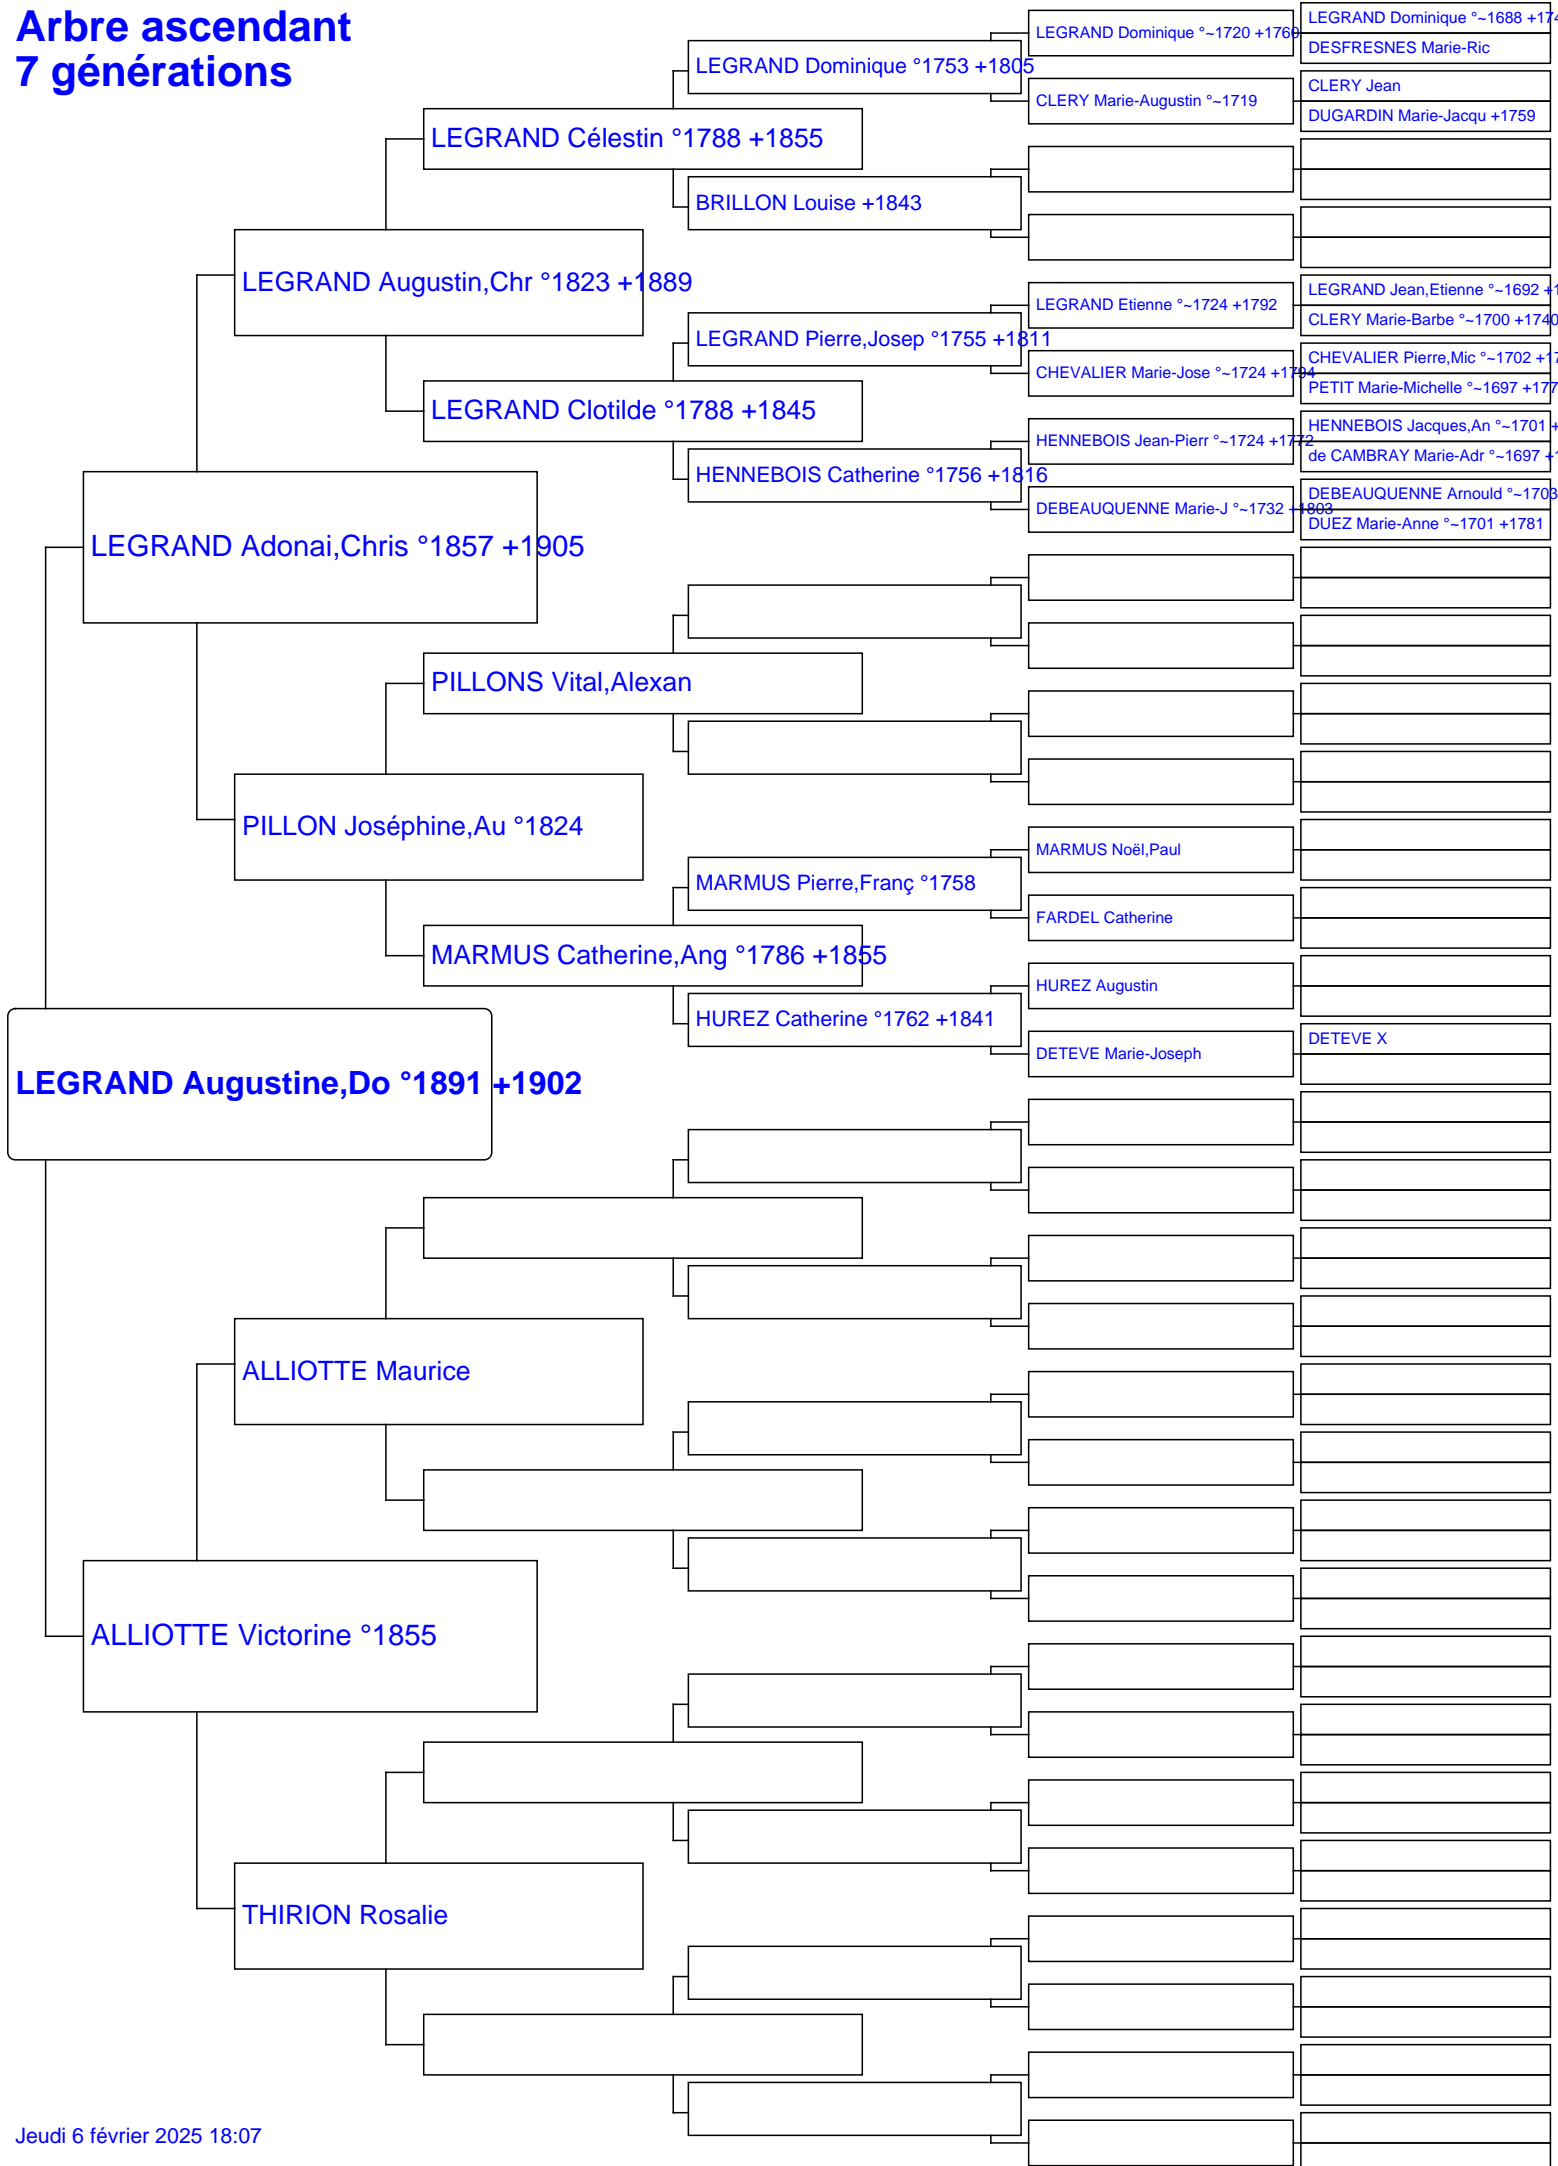 Arbre ascendant
7 générations
LEGRAND Augustine,Do °1891 +1902
LEGRAND Adonai,Chris °1857 +1905
ALLIOTTE Victorine °1855
LEGRAND Augustin,Chr °1823 +1889
PILLON Joséphine,Au °1824
ALLIOTTE Maurice
THIRION Rosalie
LEGRAND Célestin °1788 +1855
LEGRAND Clotilde °1788 +1845
PILLONS Vital,Alexan
MARMUS Catherine,Ang °1786 +1855
LEGRAND Dominique °1753 +1805
BRILLON Louise +1843
LEGRAND Pierre,Josep °1755 +1811
HENNEBOIS Catherine °1756 +1816
MARMUS Pierre,Franç °1758
HUREZ Catherine °1762 +1841
LEGRAND Dominique °~1720 +1760
CLERY Marie-Augustin °~1719
LEGRAND Etienne °~1724 +1792
CHEVALIER Marie-Jose °~1724 +1794
HENNEBOIS Jean-Pierr °~1724 +1772
DEBEAUQUENNE Marie-J °~1732 +1803
MARMUS Noël,Paul
FARDEL Catherine
HUREZ Augustin
DETEVE Marie-Joseph
LEGRAND Dominique °~1688 +174
DESFRESNES Marie-Ric
CLERY Jean
DUGARDIN Marie-Jacqu +1759
LEGRAND Jean,Etienne °~1692 +1
CLERY Marie-Barbe °~1700 +1740
CHEVALIER Pierre,Mic °~1702 +17
PETIT Marie-Michelle °~1697 +177
HENNEBOIS Jacques,An °~1701 +
de CAMBRAY Marie-Adr °~1697 +1
DEBEAUQUENNE Arnould °~1703
DUEZ Marie-Anne °~1701 +1781
DETEVE X
Jeudi 6 février 2025 18:07